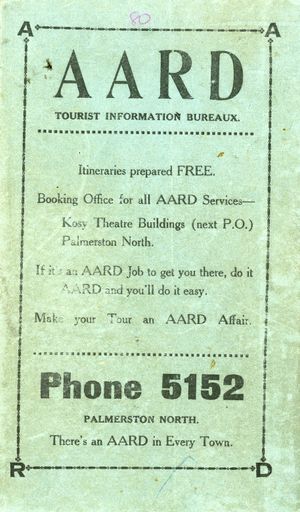 80
A A
AARD
TOURIST INFORMATION BUREAUX.
Itineraries prepared FREE.
Booking Office for all AARD Services—
Kosy Theatre Buildings (next P.O.)
Palmerston North.
If it's an AARD Job to get you there, do it
AARD and you'll do it easy.
Make your Tour an AARD Affair.
Phone 5152
PALMERSTON NORTH.
There's an AARD in Every Town.
R D